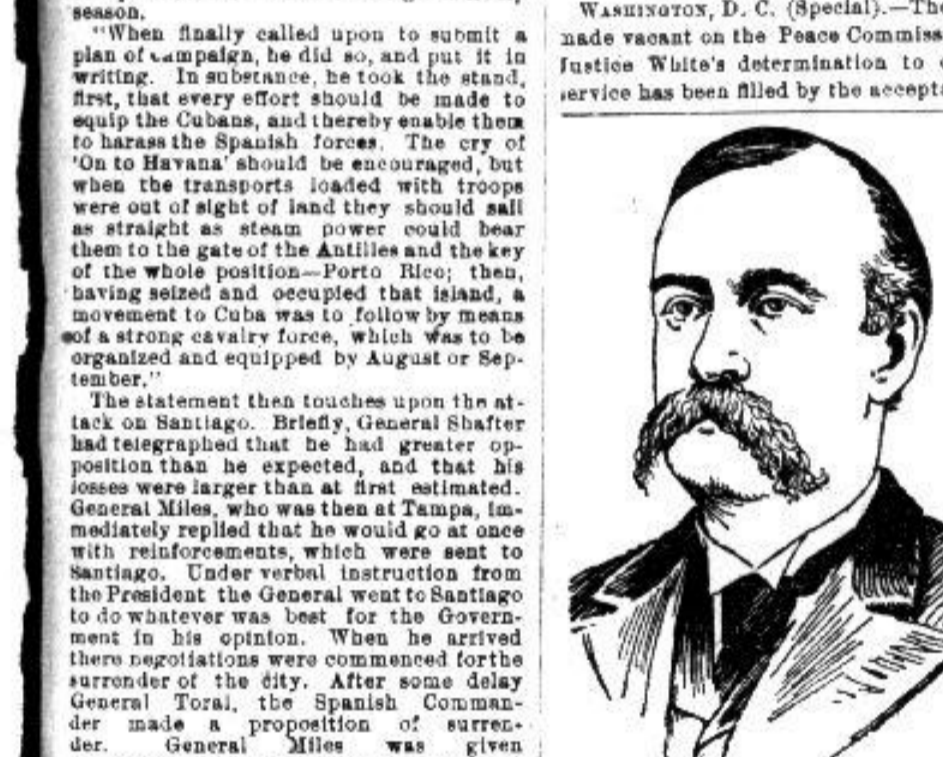 season.
"When finally called upon to submit a
plan of campaign, he did so, and put it in
writing. In substance, he took the stand,
first, that every effort should be made to
equip the Cubans, and thereby enable them
to harass the Spanish forces. The cry of
'On to Havana' should be encouraged, but
when the transports loaded with troops
were out of sight of land they should sail
as straight as steam power could bear
them to the gate of the Antilles and the key
of the whole position—Porto Rico; then,
having seized and occupied that island, a
movement to Cuba was to follow by means
of a strong cavalry force, which was to be
organized and equipped by August or Sep-
tember."
The statement then touches upon the at-
tack on Santiago. Briefly, General Shafter
had telegraphed that he had greater op-
position than he expected, and that his
losses were larger than at first estimated.
General Miles, who was then at Tampa, im-
mediately replied that he would go at once
with reinforcements, which were sent to
Santiago. Under verbal instruction from
the President the General went to Santiago
to do whatever was best for the Govern-
ment in his opinion. When he arrived
there negotiations were commenced forthe
surrender of the city. After some delay
General Toral, the Spanish Comman-
der made a proposition of surren-
der. General Miles was given
WASHINGTON, D. C. (Special).—The
made vacant on the Peace Commiss
Justice White's determination to
service has been filled by the accepta